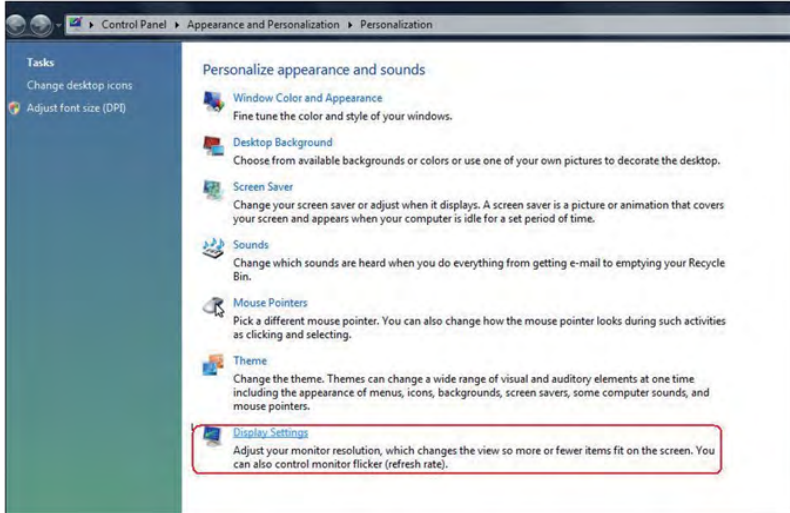 Control Panel ▸ Appearance and Personalization ▸ Personalization
Tasks
Change desktop icons
Adjust font size (DPI)
Personalize appearance and sounds
Window Color and Appearance
Fine tune the color and style of your windows.
Desktop Background
Choose from available backgrounds or colors or use one of your own pictures to decorate the desktop.
Screen Saver
Change your screen saver or adjust when it displays. A screen saver is a picture or animation that covers
your screen and appears when your computer is idle for a set period of time.
Sounds
Change which sounds are heard when you do everything from getting e-mail to emptying your Recycle
Bin.
Mouse Pointers
Pick a different mouse pointer. You can also change how the mouse pointer looks during such activities
as clicking and selecting.
Theme
Change the theme. Themes can change a wide range of visual and auditory elements at one time
including the appearance of menus, icons, backgrounds, screen savers, some computer sounds, and
mouse pointers.
Display Settings
Adjust your monitor resolution, which changes the view so more or fewer items fit on the screen. You
can also control monitor flicker (refresh rate).